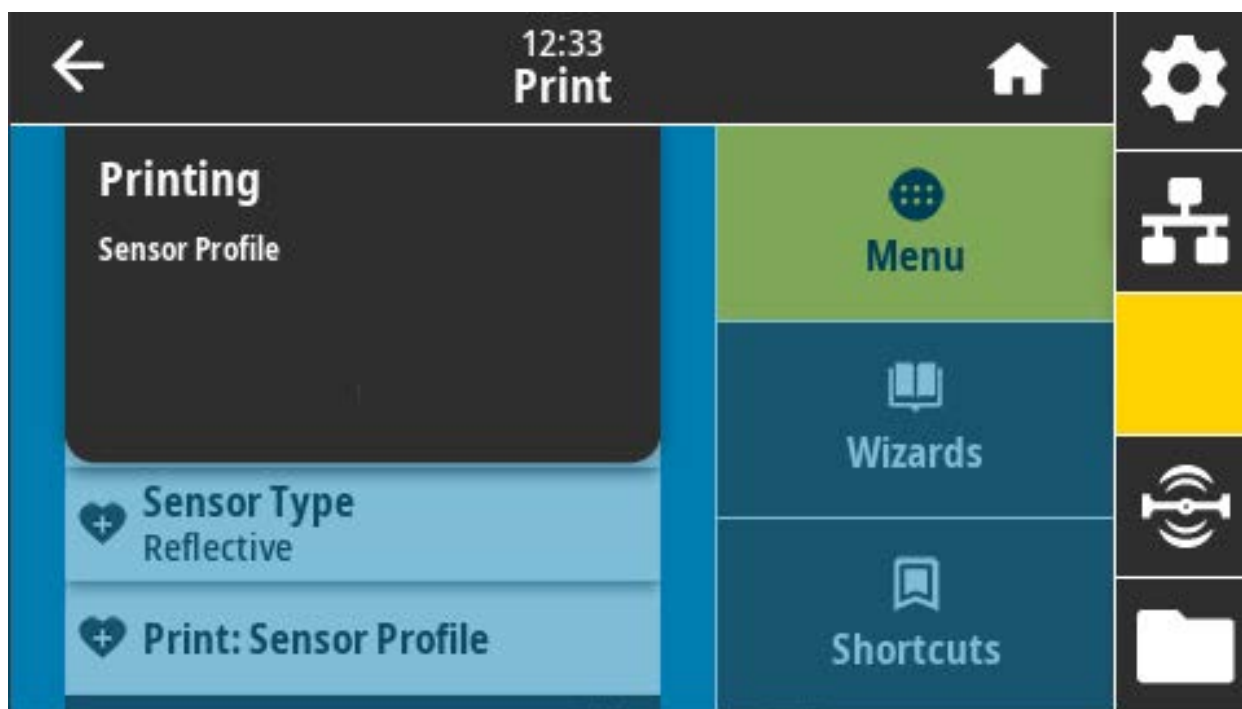 12:33
Print
Printing
Sensor Profile
Sensor Type
Reflective
Print: Sensor Profile
Menu
Wizards
Shortcuts